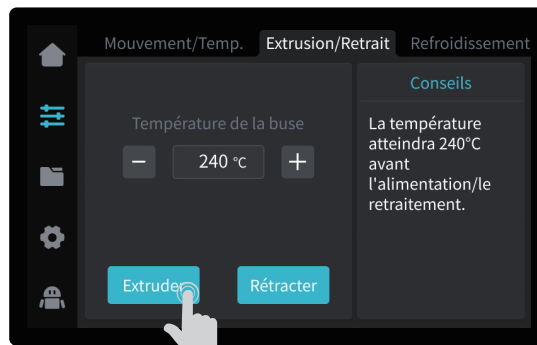 Mouvement/Temp. Extrusion/Retrait Refroidissement
Température de la buse
− 240 °C +
Extruder Rétracter
Conseils
La température
atteindra 240°C
avant
l'alimentation/le
retraitement.